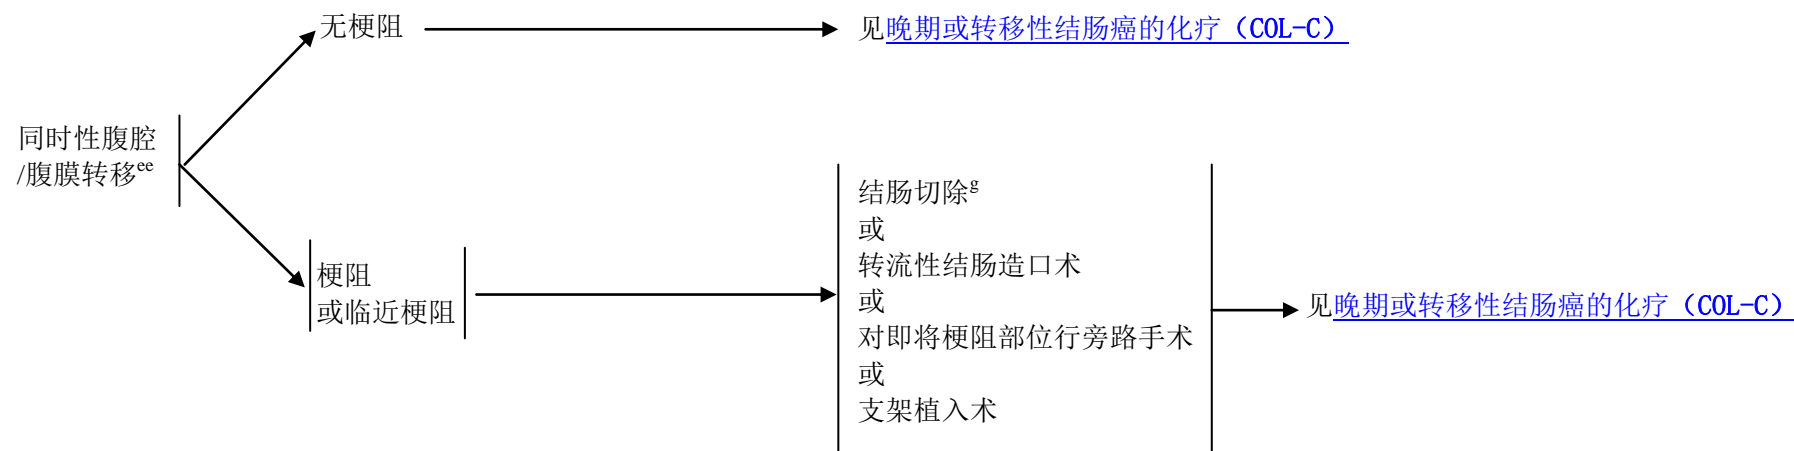 无梗阻
见晚期或转移性结肠癌的化疗（COL-C）
同时性腹腔
/腹膜转移ee
梗阻
或临近梗阻
结肠切除g
或
转流性结肠造口术
或
对即将梗阻部位行旁路手术
或
支架植入术
见晚期或转移性结肠癌的化疗（COL-C）